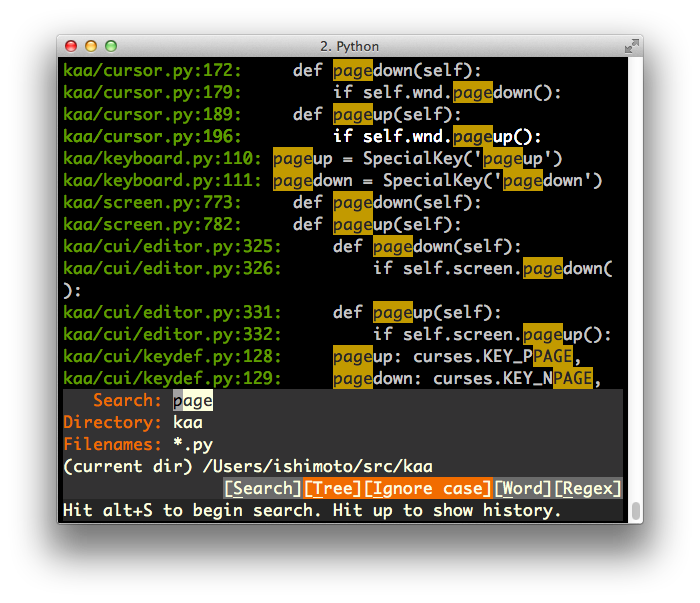 2. Python
kaa/cursor.py:172:     def pagedown(self):
kaa/cursor.py:179:         if self.wnd.pagedown():
kaa/cursor.py:189:     def pageup(self):
kaa/cursor.py:196:         if self.wnd.pageup():
kaa/keyboard.py:110: pageup = SpecialKey('pageup')
kaa/keyboard.py:111: pagedown = SpecialKey('pagedown')
kaa/screen.py:773:     def pagedown(self):
kaa/screen.py:782:     def pageup(self):
kaa/cui/editor.py:325:     def pagedown(self):
kaa/cui/editor.py:326:         if self.screen.pagedown(
):
kaa/cui/editor.py:331:     def pageup(self):
kaa/cui/editor.py:332:         if self.screen.pageup():
kaa/cui/keydef.py:128:     pageup: curses.KEY_PPAGE,
kaa/cui/keydef.py:129:     pagedown: curses.KEY_NPAGE,
Search: page
Directory: kaa
Filenames: *.py
(current dir) /Users/ishimoto/src/kaa
[Search][Tree][Ignore case][Word][Regex]
Hit alt+S to begin search. Hit up to show history.